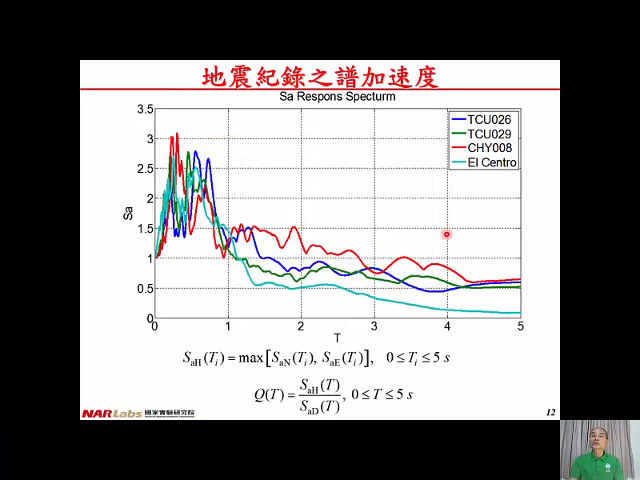 地震紀錄之譜加速度
Sa Respons Specturm
3.5
3
2.5
2
1.5
1
0.5
0
Sa
TCU026
TCU029
CHY008
El Centro
0 1 2 3 4 5
T
S_aH(T_i) = max[S_aN(T_i), S_aE(T_i)], 0 ≤ T_i ≤ 5 s
Q(T) = S_aH(T) / S_aD(T), 0 ≤ T ≤ 5 s
NARLabs 國家實驗研究院
12